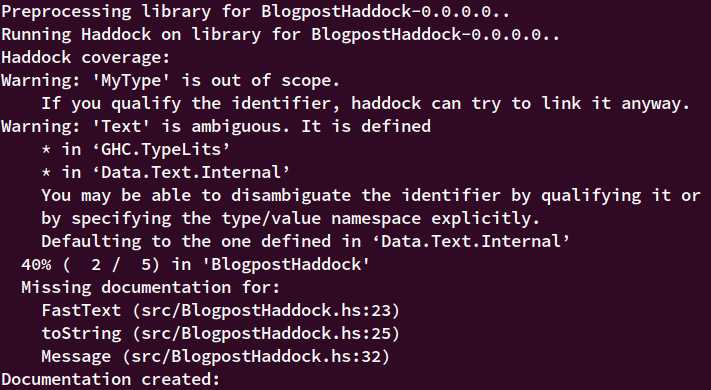 Preprocessing library for BlogpostHaddock-0.0.0.0..
Running Haddock on library for BlogpostHaddock-0.0.0.0..
Haddock coverage:
Warning: 'MyType' is out of scope.
    If you qualify the identifier, haddock can try to link it anyway.
Warning: 'Text' is ambiguous. It is defined
    * in ‘GHC.TypeLits’
    * in ‘Data.Text.Internal’
    You may be able to disambiguate the identifier by qualifying it or
    by specifying the type/value namespace explicitly.
    Defaulting to the one defined in ‘Data.Text.Internal’
  40% (  2 /  5) in 'BlogpostHaddock'
  Missing documentation for:
    FastText (src/BlogpostHaddock.hs:23)
    toString (src/BlogpostHaddock.hs:25)
    Message (src/BlogpostHaddock.hs:32)
Documentation created: